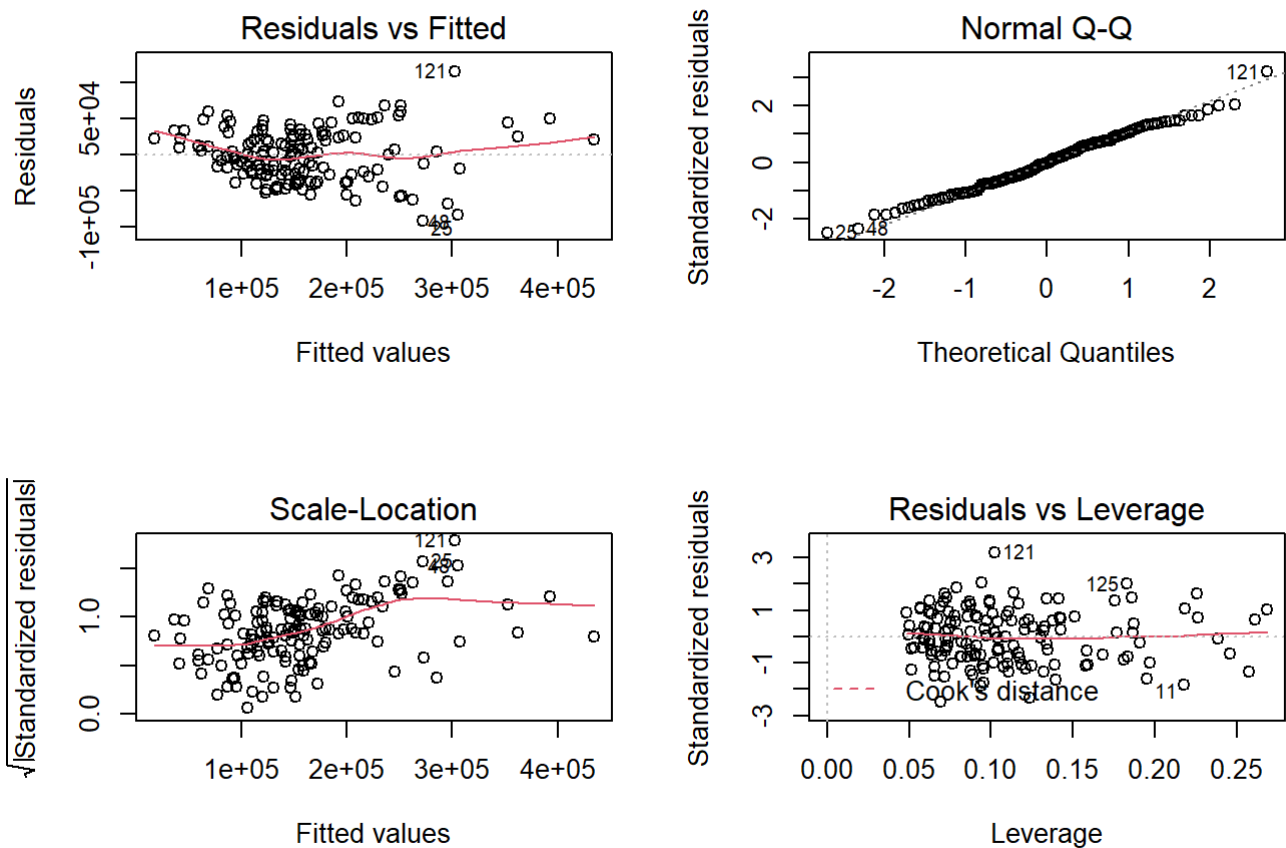 Residuals vs Fitted
Residuals
5e+04
-1e+05
121
48
25
1e+05 2e+05 3e+05 4e+05
Fitted values
Normal Q-Q
Standardized residuals
2
0
-2
121
25
48
-2 -1 0 1 2
Theoretical Quantiles
Scale-Location
√|Standardized residuals|
1.0
0.0
121
25
48
1e+05 2e+05 3e+05 4e+05
Fitted values
Residuals vs Leverage
Standardized residuals
3
1
-1
-3
121
125
11
Cook's distance
0.00 0.05 0.10 0.15 0.20 0.25
Leverage